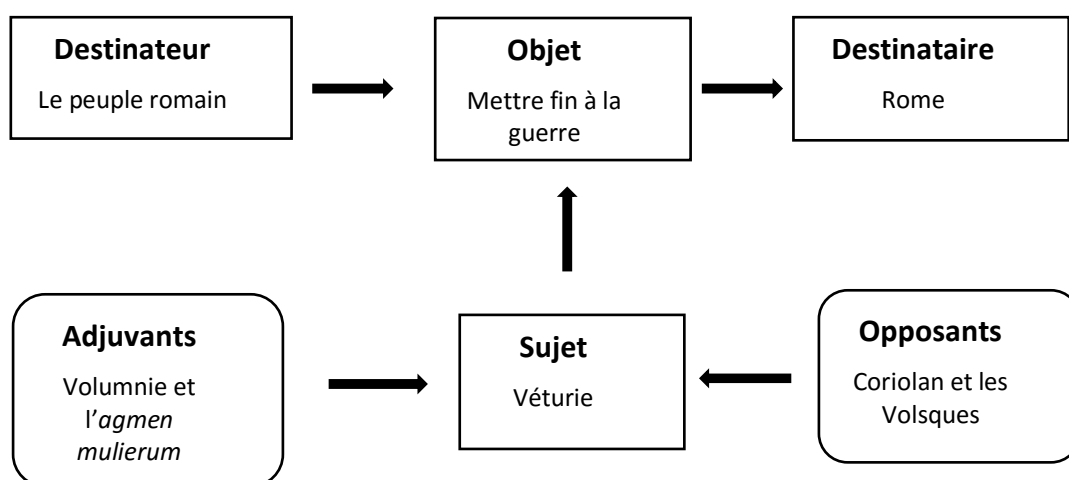 Destinateur
Le peuple romain
Objet
Mettre fin à la
guerre
Destinataire
Rome
Adjuvants
Volumnie et
l’agmen
mulierum
Sujet
Véturie
Opposants
Coriolan et les
Volsques